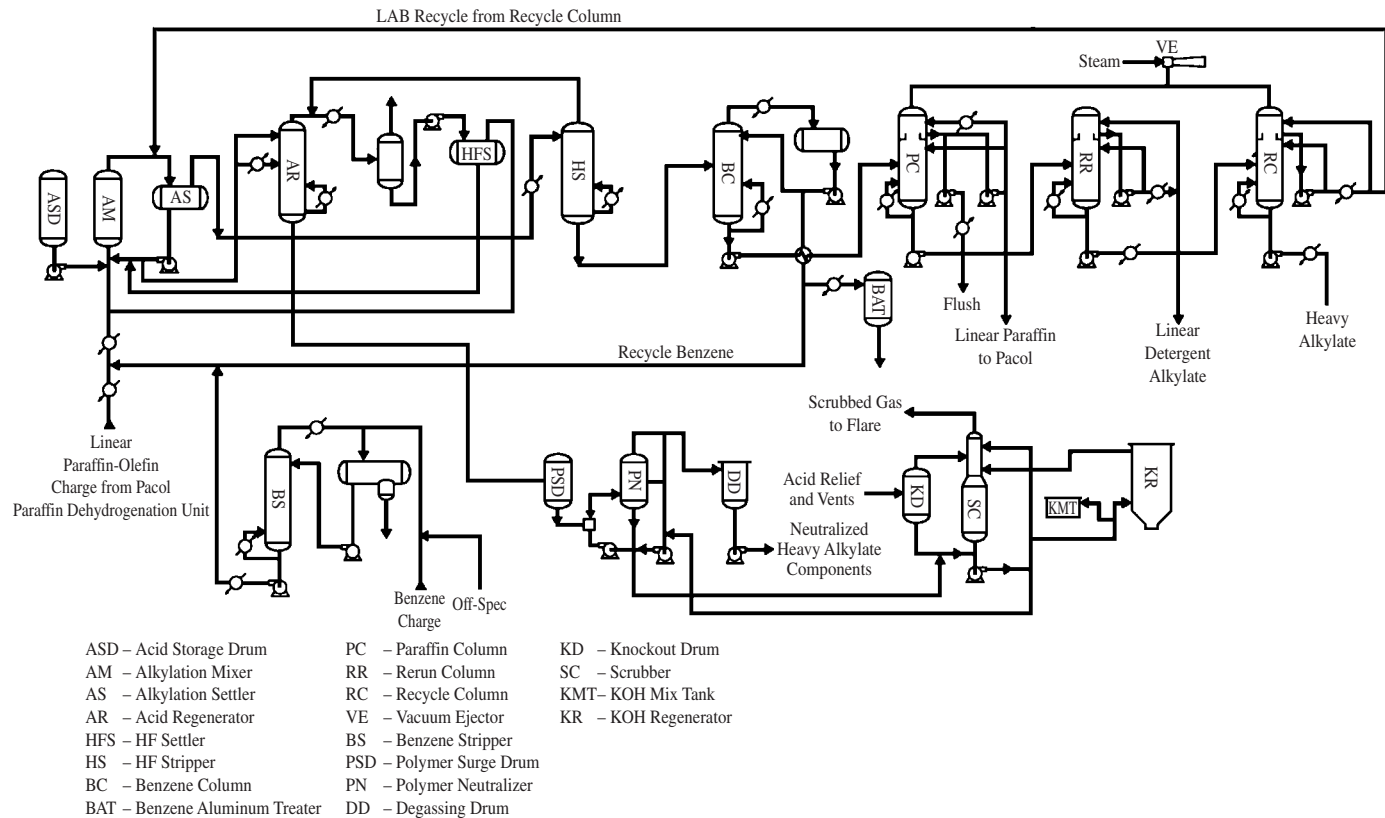 LAB Recycle from Recycle Column
VE
Steam
ASD
AM
AS
AR
HFS
HS
BC
PC
RR
RC
BAT
Flush
Linear Paraffin
to Pacol
Linear
Detergent
Alkylate
Heavy
Alkylate
Recycle Benzene
Linear
Paraffin-Olefin
Charge from Pacol
Paraffin Dehydrogenation Unit
BS
Benzene
Charge
Off-Spec
PSD
PN
DD
Neutralized
Heavy Alkylate
Components
Scrubbed Gas
to Flare
Acid Relief
and Vents
KD
SC
KMT
KR
ASD – Acid Storage Drum
AM – Alkylation Mixer
AS – Alkylation Settler
AR – Acid Regenerator
HFS – HF Settler
HS – HF Stripper
BC – Benzene Column
BAT – Benzene Aluminum Treater
PC – Paraffin Column
RR – Rerun Column
RC – Recycle Column
VE – Vacuum Ejector
BS – Benzene Stripper
PSD – Polymer Surge Drum
PN – Polymer Neutralizer
DD – Degassing Drum
KD – Knockout Drum
SC – Scrubber
KMT– KOH Mix Tank
KR – KOH Regenerator